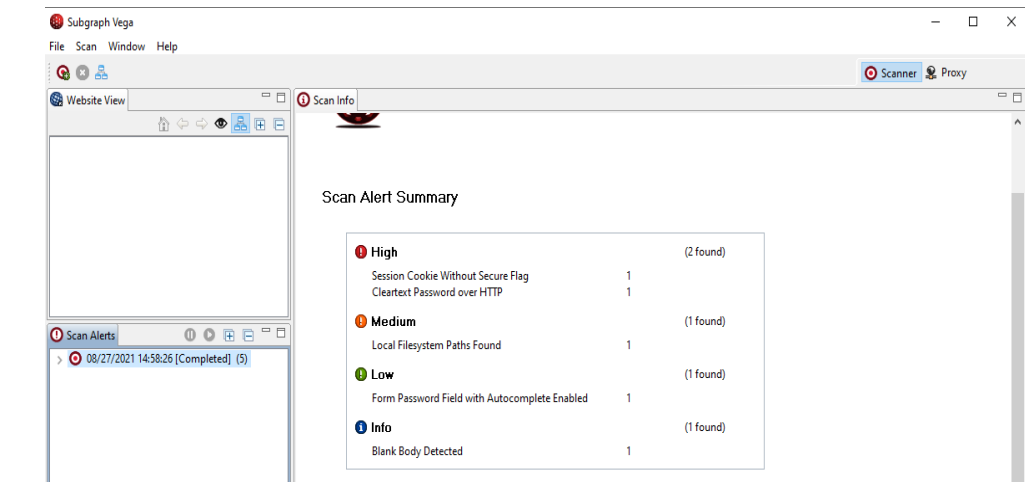 Subgraph Vega
File Scan Window Help
Scanner Proxy
Website View
Scan Info
Scan Alert Summary
High (2 found)
Session Cookie Without Secure Flag 1
Cleartext Password over HTTP 1
Medium (1 found)
Local Filesystem Paths Found 1
Low (1 found)
Form Password Field with Autocomplete Enabled 1
Info (1 found)
Blank Body Detected 1
Scan Alerts
08/27/2021 14:58:26 [Completed] (5)